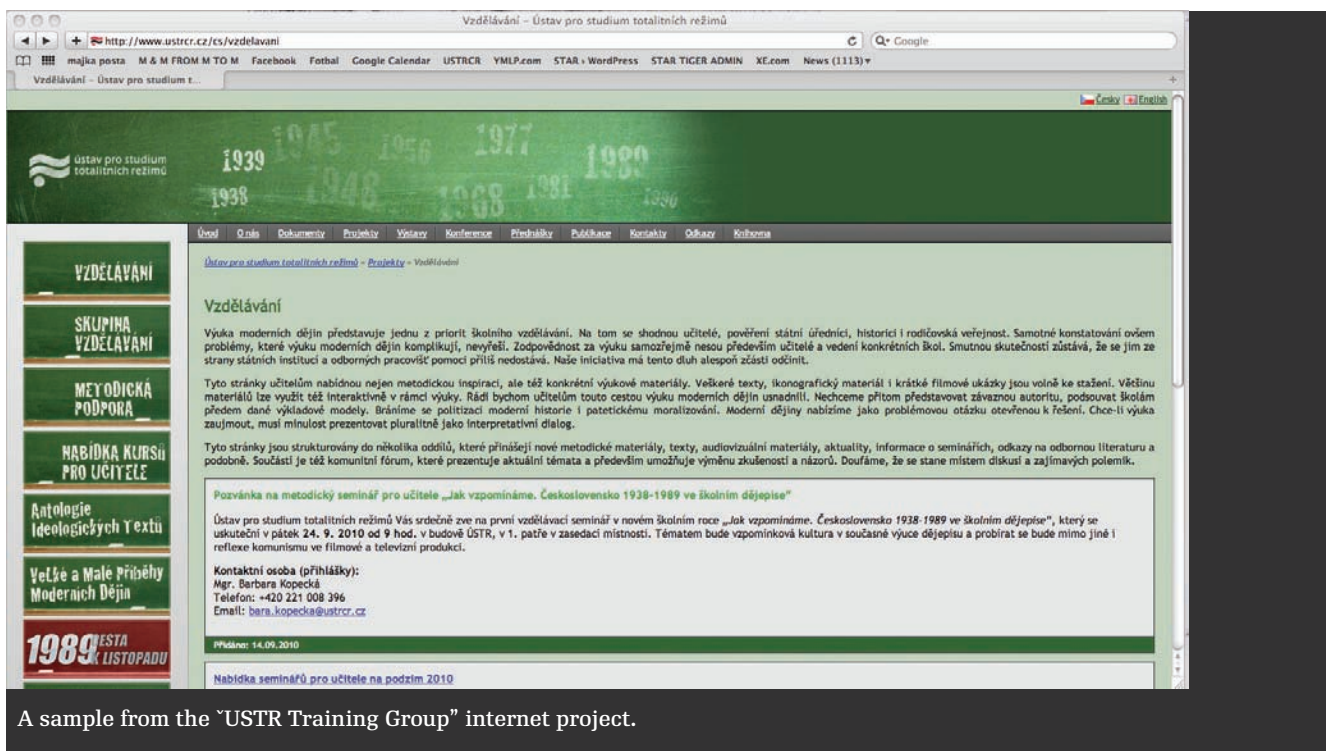 Vzdělávání – Ústav pro studium totalitních režimů
http://www.ustrcr.cz/cs/vzdelavani
Google
majka posta M & M FROM M TO M Facebook Fotbal Google Calendar USTRCR YMLP.com STAR › WordPress STAR TIGER ADMIN XE.com News (1113)
Vzdělávání – Ústav pro studium t...
Česky English
ústav pro studium
totalitních režimů
1945 1956 1977
1939 1989
1948 1968 1981
1938 1990
Úvod O nás Dokumenty Projekty Výstavy Konference Přednášky Publikace Kontakty Odkazy Knihovna
Ústav pro studium totalitních režimů – Projekty – Vzdělávání
VZDĚLÁVÁNÍ
SKUPINA
VZDĚLÁVÁNÍ
METODICKÁ
PODPORA
NABÍDKA KURSŮ
PRO UČITELE
Antologie
Ideologických Textů
Velké a Malé Příběhy
Moderních Dějin
1989 CESTA
K LISTOPADU
Vzdělávání
Výuka moderních dějin představuje jednu z priorit školního vzdělávání. Na tom se shodnou učitelé, pověření státní úředníci, historici i rodičovská veřejnost. Samotné konstatování ovšem
problémy, které výuku moderních dějin komplikují, nevyřeší. Zodpovědnost za výuku samozřejmě nesou především učitelé a vedení konkrétních škol. Smutnou skutečností zůstává, že se jim ze
strany státních institucí a odborných pracovišť pomoci příliš nedostává. Naše iniciativa má tento dluh alespoň zčásti odčinit.
Tyto stránky učitelům nabídnou nejen metodickou inspiraci, ale též konkrétní výukové materiály. Veškeré texty, ikonografický materiál i krátké filmové ukázky jsou volně ke stažení. Většinu
materiálů lze využít též interaktivně v rámci výuky. Rádi bychom učitelům touto cestou výuku moderních dějin usnadnili. Nechceme přitom představovat závaznou autoritu, podsouvat školám
předem dané výkladové modely. Bráníme se politizaci moderní historie i patetickému moralizování. Moderní dějiny nabízíme jako problémovou otázku otevřenou k řešení. Chce-li výuka
zaujmout, musí minulost prezentovat pluralitně jako interpretativní dialog.
Tyto stránky jsou strukturovány do několika oddílů, které přinášejí nové metodické materiály, texty, audiovizuální materiály, aktuality, informace o seminářích, odkazy na odbornou literaturu a
podobně. Součástí je též komunitní fórum, které prezentuje aktuální témata a především umožňuje výměnu zkušeností a názorů. Doufáme, že se stane místem diskusí a zajímavých polemik.
Pozvánka na metodický seminář pro učitele „Jak vzpomínáme. Československo 1938-1989 ve školním dějepise"
Ústav pro studium totalitních režimů Vás srdečně zve na první vzdělávací seminář v novém školním roce „Jak vzpomínáme. Československo 1938-1989 ve školním dějepise", který se
uskuteční v pátek 24. 9. 2010 od 9 hod. v budově ÚSTR, v 1. patře v zasedací místnosti. Tématem bude vzpomínková kultura v současné výuce dějepisu a probírat se bude mimo jiné i
reflexe komunismu ve filmové a televizní produkci.
Kontaktní osoba (přihlášky):
Mgr. Barbara Kopecká
Telefon: +420 221 008 396
Email: bara.kopecka@ustrcr.cz
Přidáno: 14.09.2010
Nabídka seminářů pro učitele na podzim 2010
A sample from the ˇUSTR Training Group” internet project.